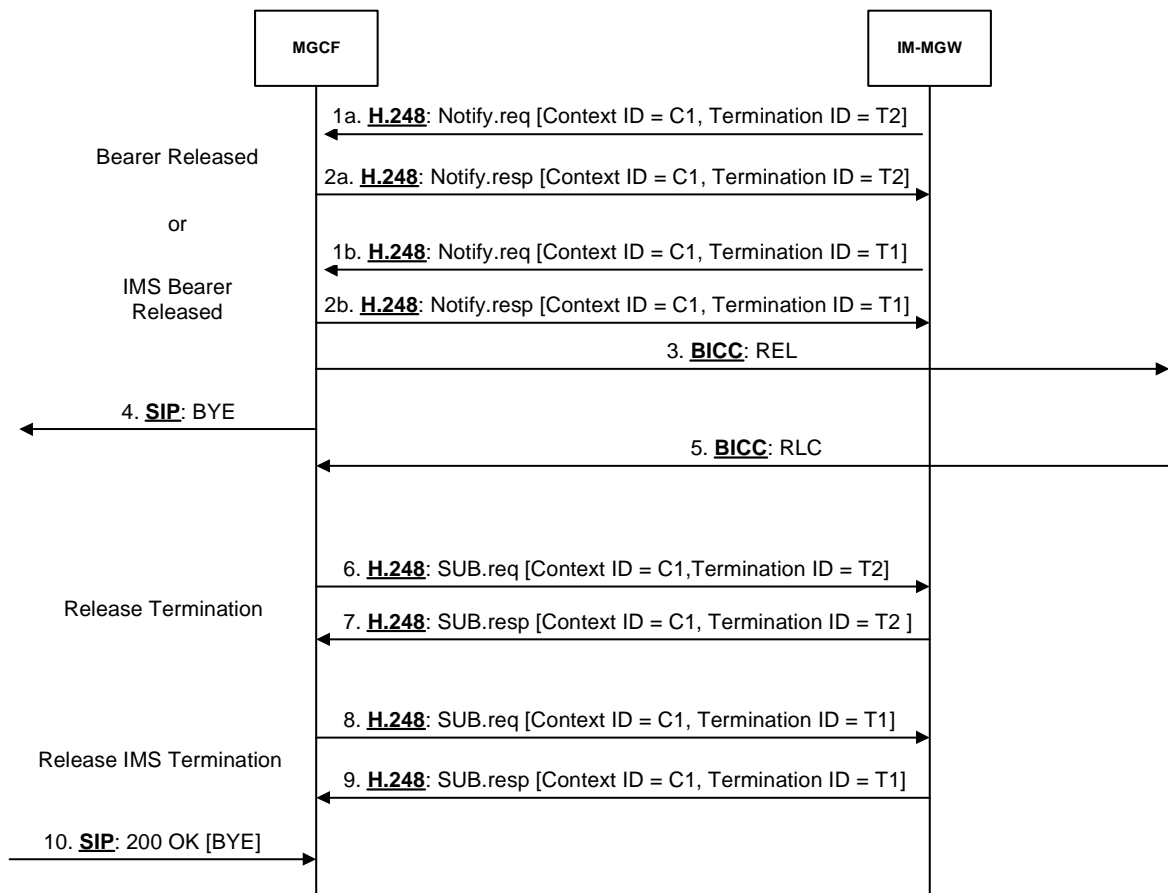 MGCF
IM-MGW
1a. H.248: Notify.req [Context ID = C1, Termination ID = T2]
Bearer Released
2a. H.248: Notify.resp [Context ID = C1, Termination ID = T2]
or
1b. H.248: Notify.req [Context ID = C1, Termination ID = T1]
IMS Bearer
Released
2b. H.248: Notify.resp [Context ID = C1, Termination ID = T1]
3. BICC: REL
4. SIP: BYE
5. BICC: RLC
6. H.248: SUB.req [Context ID = C1,Termination ID = T2]
Release Termination
7. H.248: SUB.resp [Context ID = C1, Termination ID = T2 ]
8. H.248: SUB.req [Context ID = C1, Termination ID = T1]
Release IMS Termination
9. H.248: SUB.resp [Context ID = C1, Termination ID = T1]
10. SIP: 200 OK [BYE]